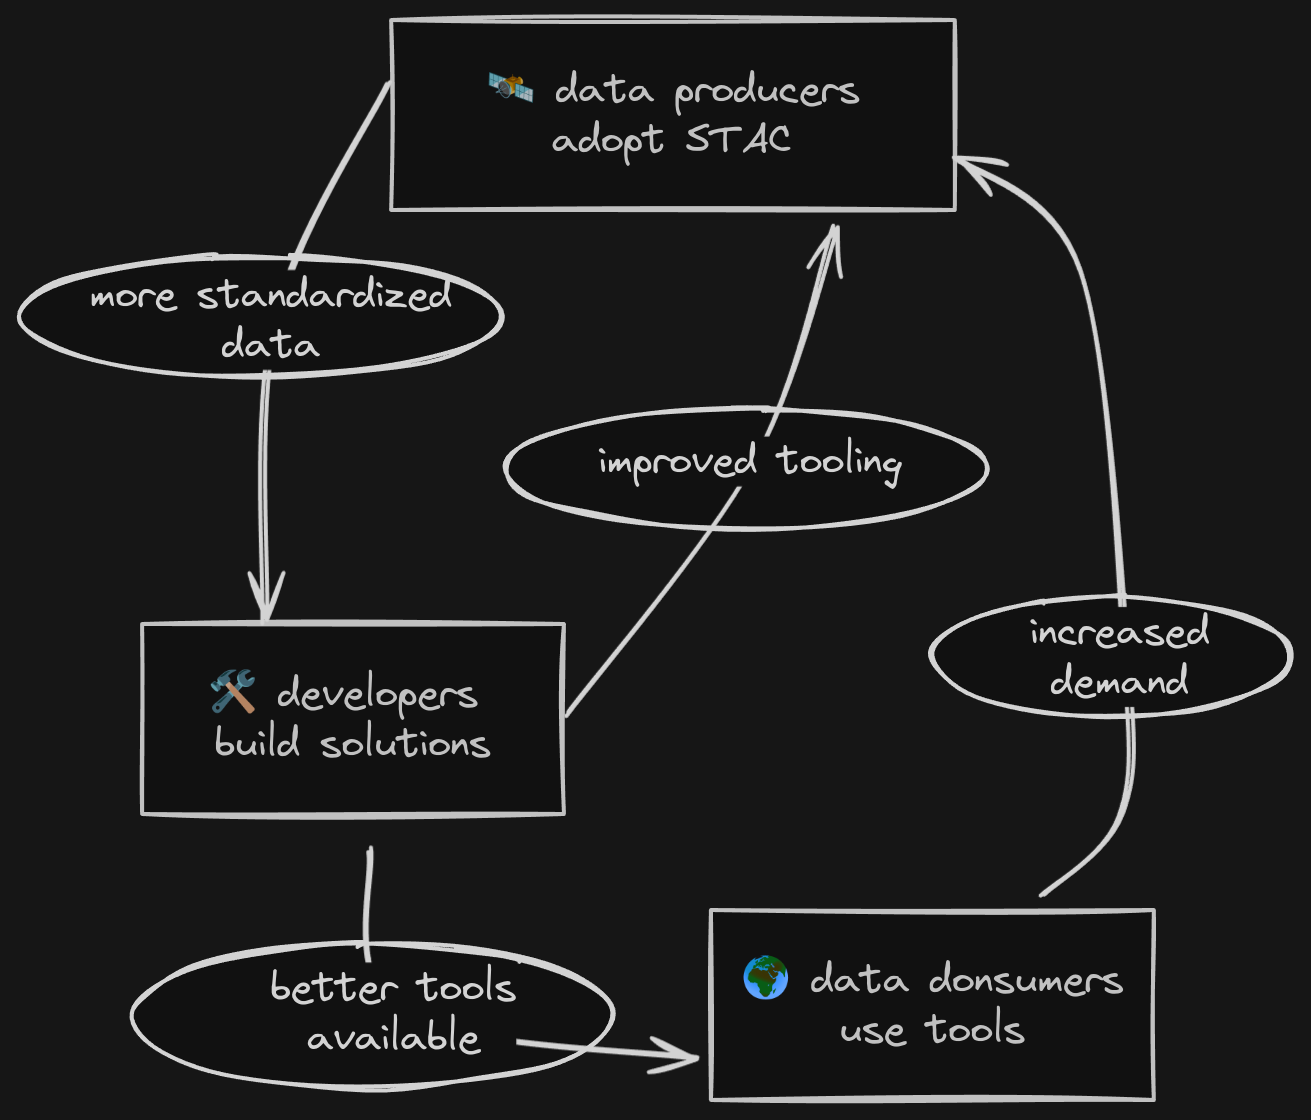 data producers
adopt STAC
more standardized
data
improved tooling
increased
demand
developers
build solutions
better tools
available
data donsumers
use tools